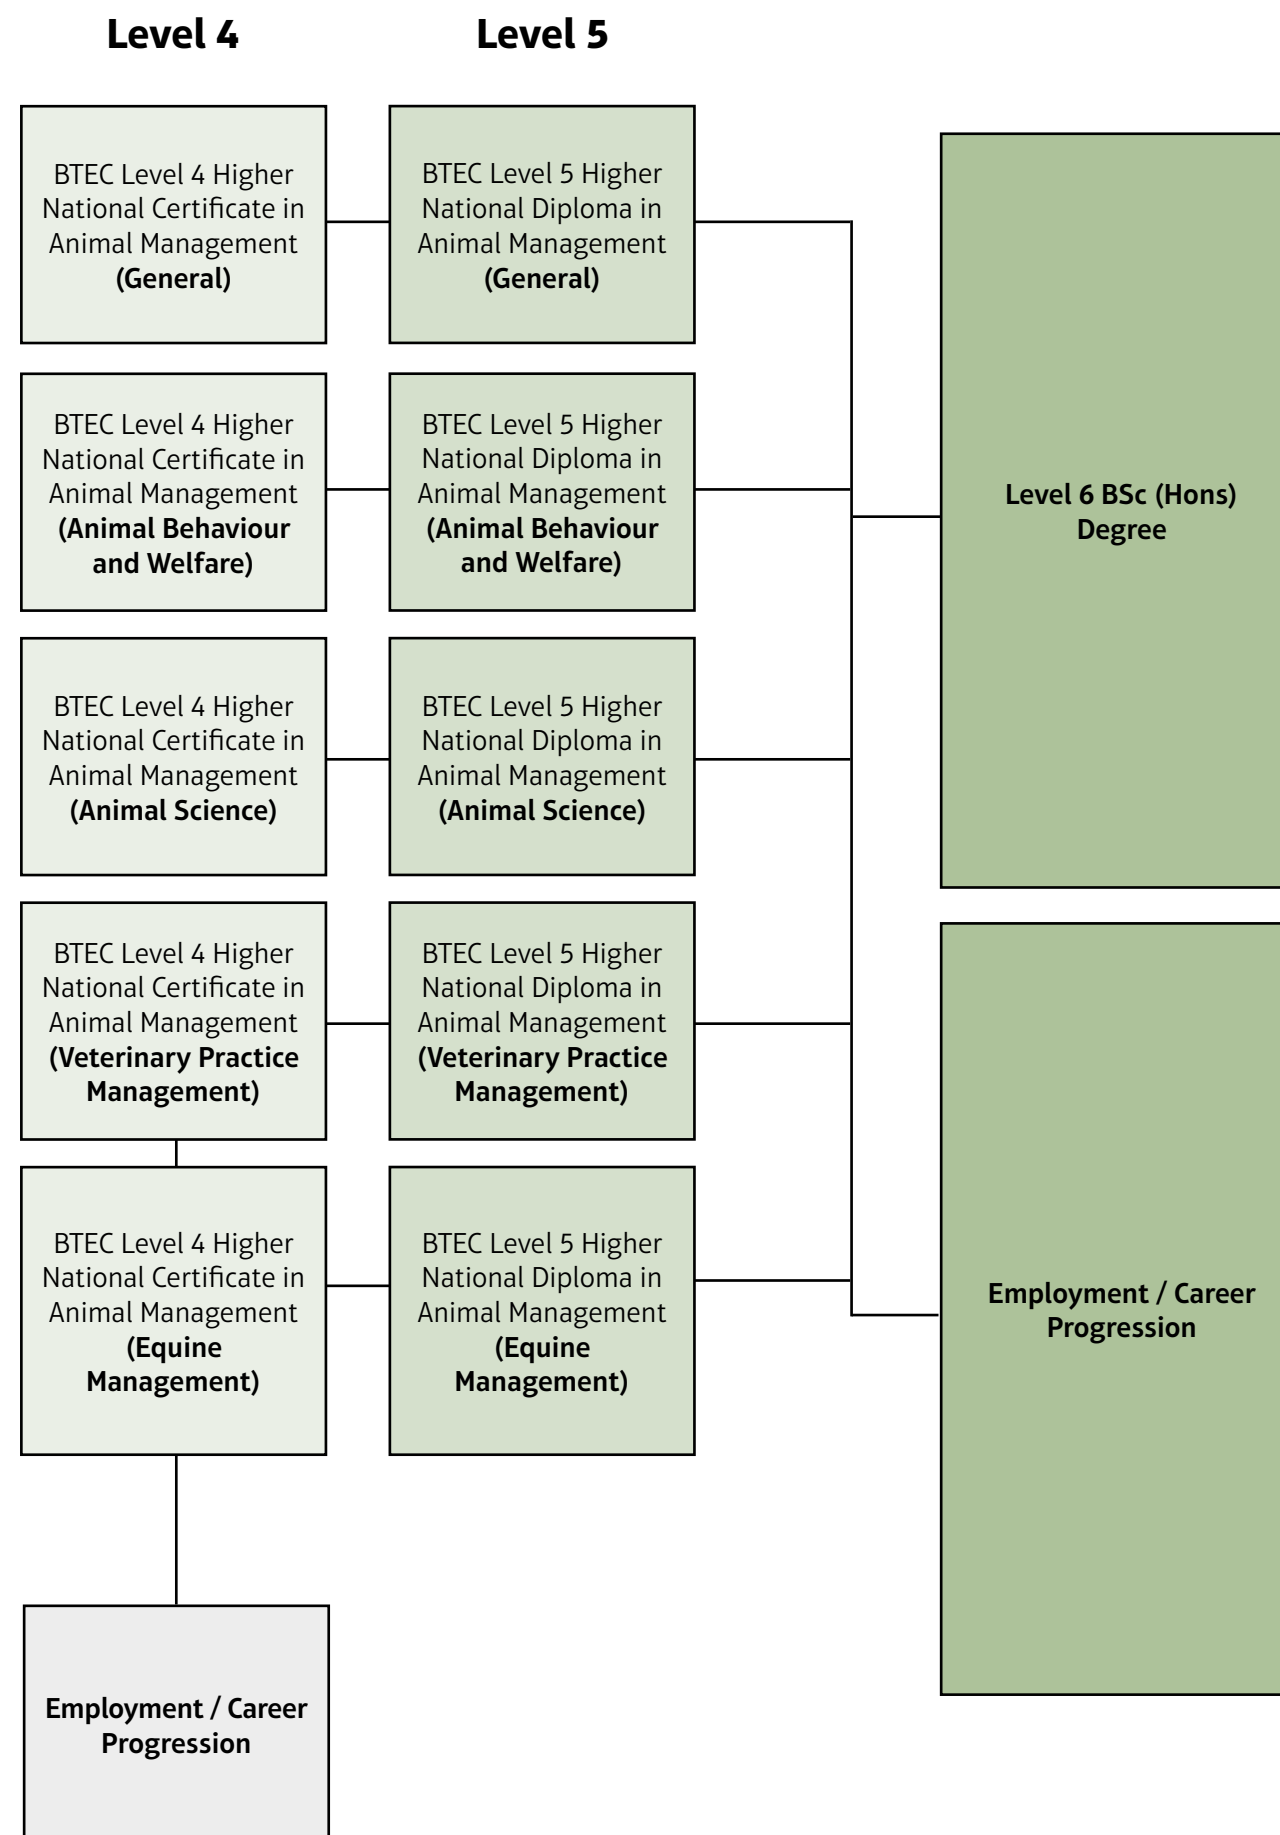 Level 4
Level 5
BTEC Level 4 Higher
National Certificate in
Animal Management
(General)
BTEC Level 5 Higher
National Diploma in
Animal Management
(General)
BTEC Level 4 Higher
National Certificate in
Animal Management
(Animal Behaviour
and Welfare)
BTEC Level 5 Higher
National Diploma in
Animal Management
(Animal Behaviour
and Welfare)
Level 6 BSc (Hons)
Degree
BTEC Level 4 Higher
National Certificate in
Animal Management
(Animal Science)
BTEC Level 5 Higher
National Diploma in
Animal Management
(Animal Science)
BTEC Level 4 Higher
National Certificate in
Animal Management
(Veterinary Practice
Management)
BTEC Level 5 Higher
National Diploma in
Animal Management
(Veterinary Practice
Management)
BTEC Level 4 Higher
National Certificate in
Animal Management
(Equine
Management)
BTEC Level 5 Higher
National Diploma in
Animal Management
(Equine
Management)
Employment / Career
Progression
Employment / Career
Progression